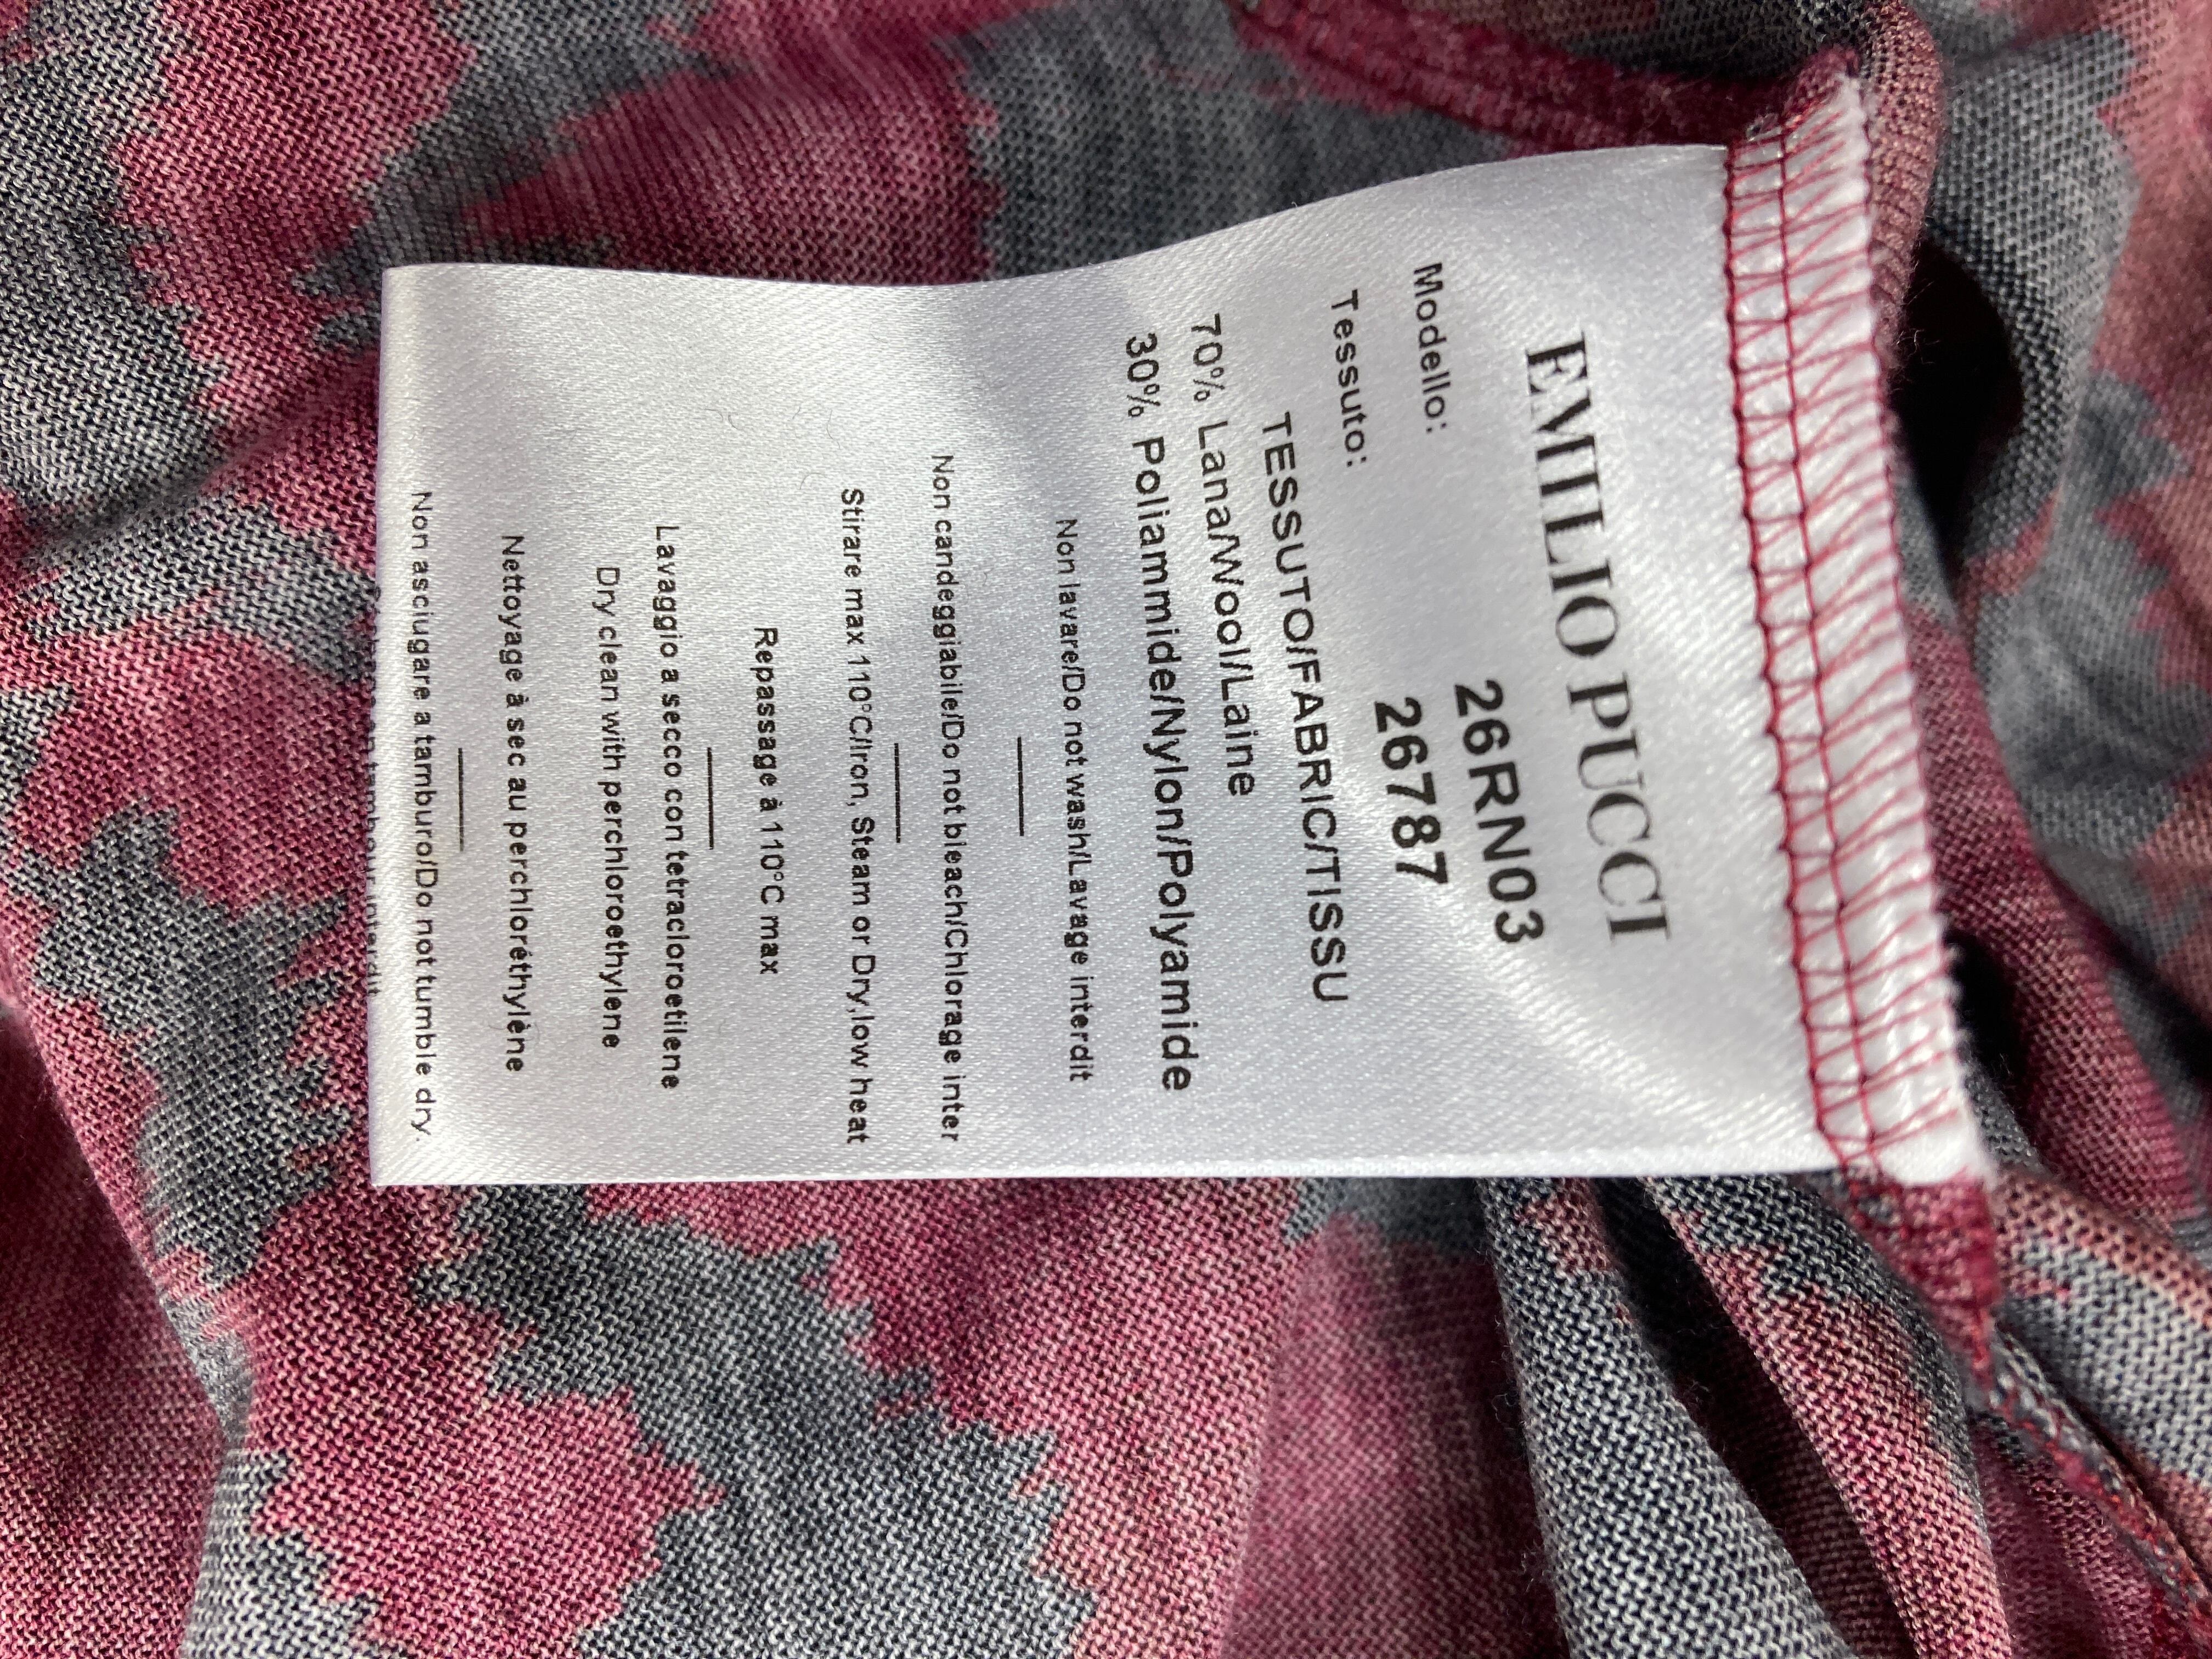 EMILIO PUCCI
Modello: 26RN03
Tessuto: 26787
TESSUTO/FABRIC/TISSU
70% Lana/Wool/Laine
30% Poliammide/Nylon/Polyamide
Non lavare/Do not wash/Lavage interdit
Non candeggiabile/Do not bleach/Chlorage inter
Stirare max 110°C/Iron, Steam or Dry,low heat
Repassage à 110°C max
Lavaggio a secco con tetracloroetilene
Dry clean with perchloroethylene
Nettoyage à sec au perchloréthylène
Non asciugare a tamburo/Do not tumble dry.